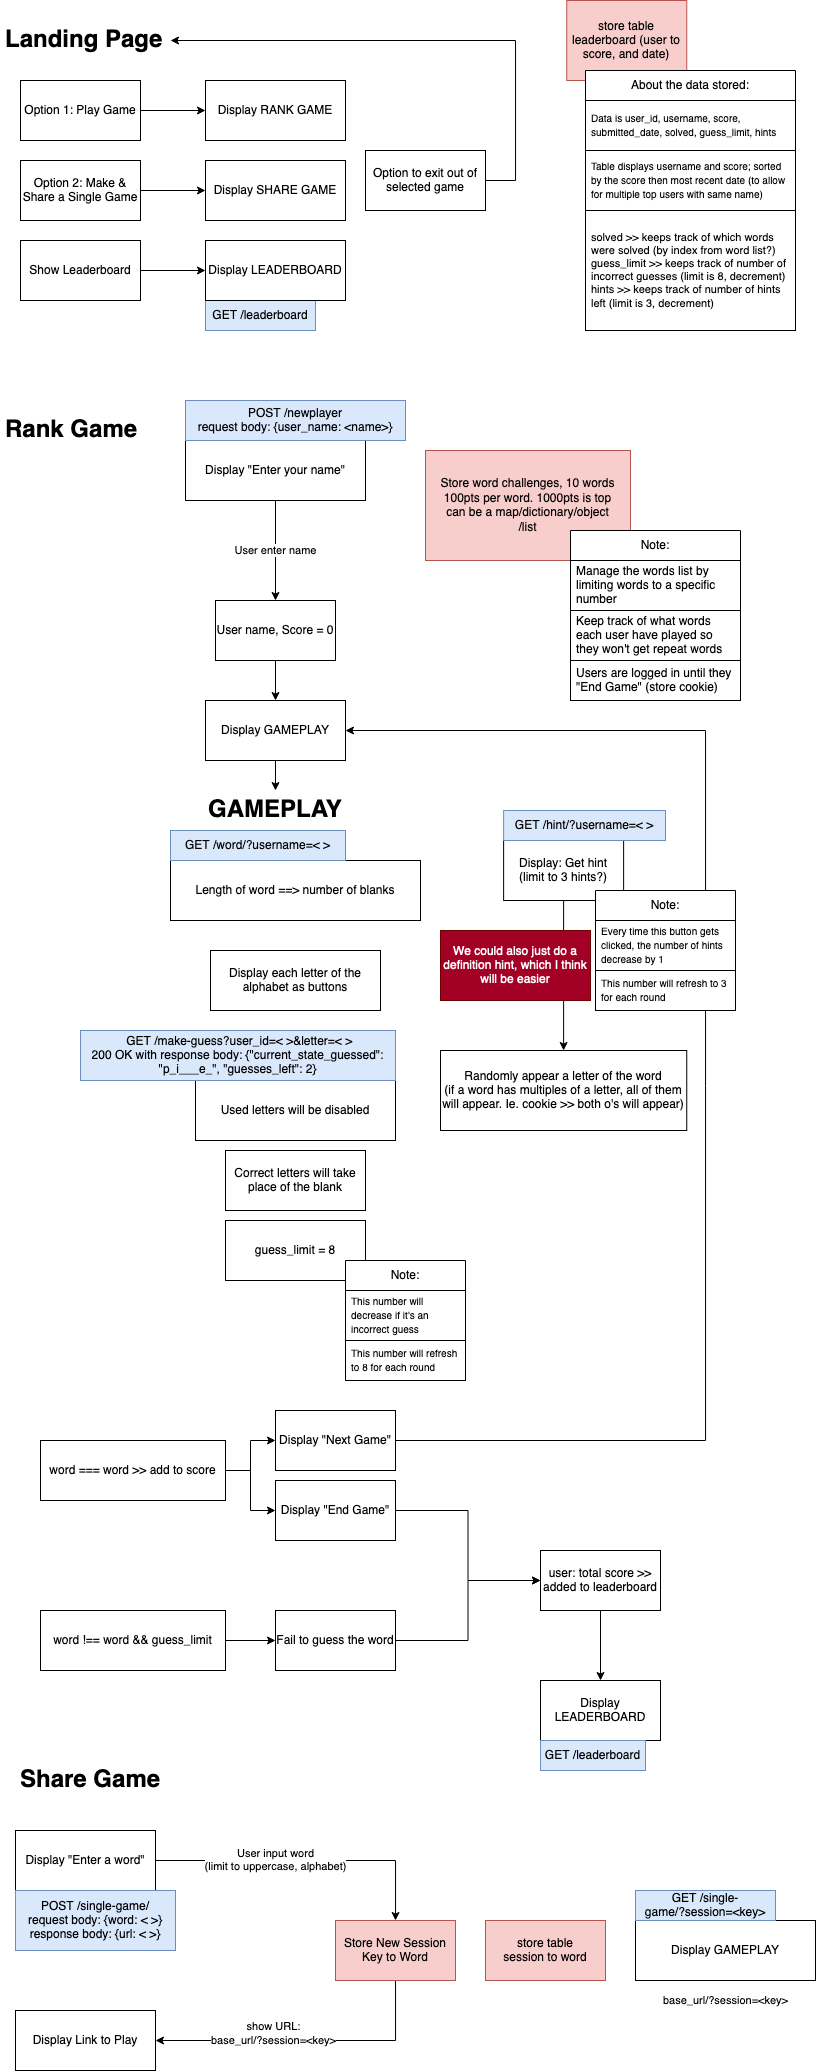 Landing Page
store table
leaderboard (user to
score, and date)
About the data stored:
Data is user_id, username, score,
submitted_date, solved, guess_limit, hints
Table displays username and score; sorted
by the score then most recent date (to allow
for multiple top users with same name)
solved >> keeps track of which words
were solved (by index from word list?)
guess_limit >> keeps track of number of
incorrect guesses (limit is 8, decrement)
hints >> keeps track of number of hints
left (limit is 3, decrement)
Option 1: Play Game
Display RANK GAME
Option 2: Make &
Share a Single Game
Display SHARE GAME
Option to exit out of
selected game
Show Leaderboard
Display LEADERBOARD
GET /leaderboard
Rank Game
POST /newplayer
request body: {user_name: <name>}
Display "Enter your name"
User enter name
User name, Score = 0
Display GAMEPLAY
Store word challenges, 10 words
100pts per word. 1000pts is top
can be a map/dictionary/object
/list
Note:
Manage the words list by
limiting words to a specific
number
Keep track of what words
each user have played so
they won't get repeat words
Users are logged in until they
"End Game" (store cookie)
GAMEPLAY
GET /word/?username=< >
Length of word ==> number of blanks
Display each letter of the
alphabet as buttons
GET /make-guess?user_id=< >&letter=< >
200 OK with response body: {"current_state_guessed":
"p_i___e_", "guesses_left": 2}
Used letters will be disabled
Correct letters will take
place of the blank
guess_limit = 8
Note:
This number will
decrease if it's an
incorrect guess
This number will refresh
to 8 for each round
GET /hint/?username=< >
Display: Get hint
(limit to 3 hints?)
Note:
Every time this button gets
clicked, the number of hints
decrease by 1
This number will refresh to 3
for each round
We could also just do a
definition hint, which I think
will be easier
Randomly appear a letter of the word
(if a word has multiples of a letter, all of them
will appear. Ie. cookie >> both o's will appear)
word === word >> add to score
Display "Next Game"
Display "End Game"
word !== word && guess_limit
Fail to guess the word
user: total score >>
added to leaderboard
Display
LEADERBOARD
GET /leaderboard
Share Game
Display "Enter a word"
POST /single-game/
request body: {word: < >}
response body: {url: < >}
User input word
(limit to uppercase, alphabet)
Store New Session
Key to Word
store table
session to word
GET /single-
game/?session=<key>
Display GAMEPLAY
base_url/?session=<key>
show URL:
base_url/?session=<key>
Display Link to Play